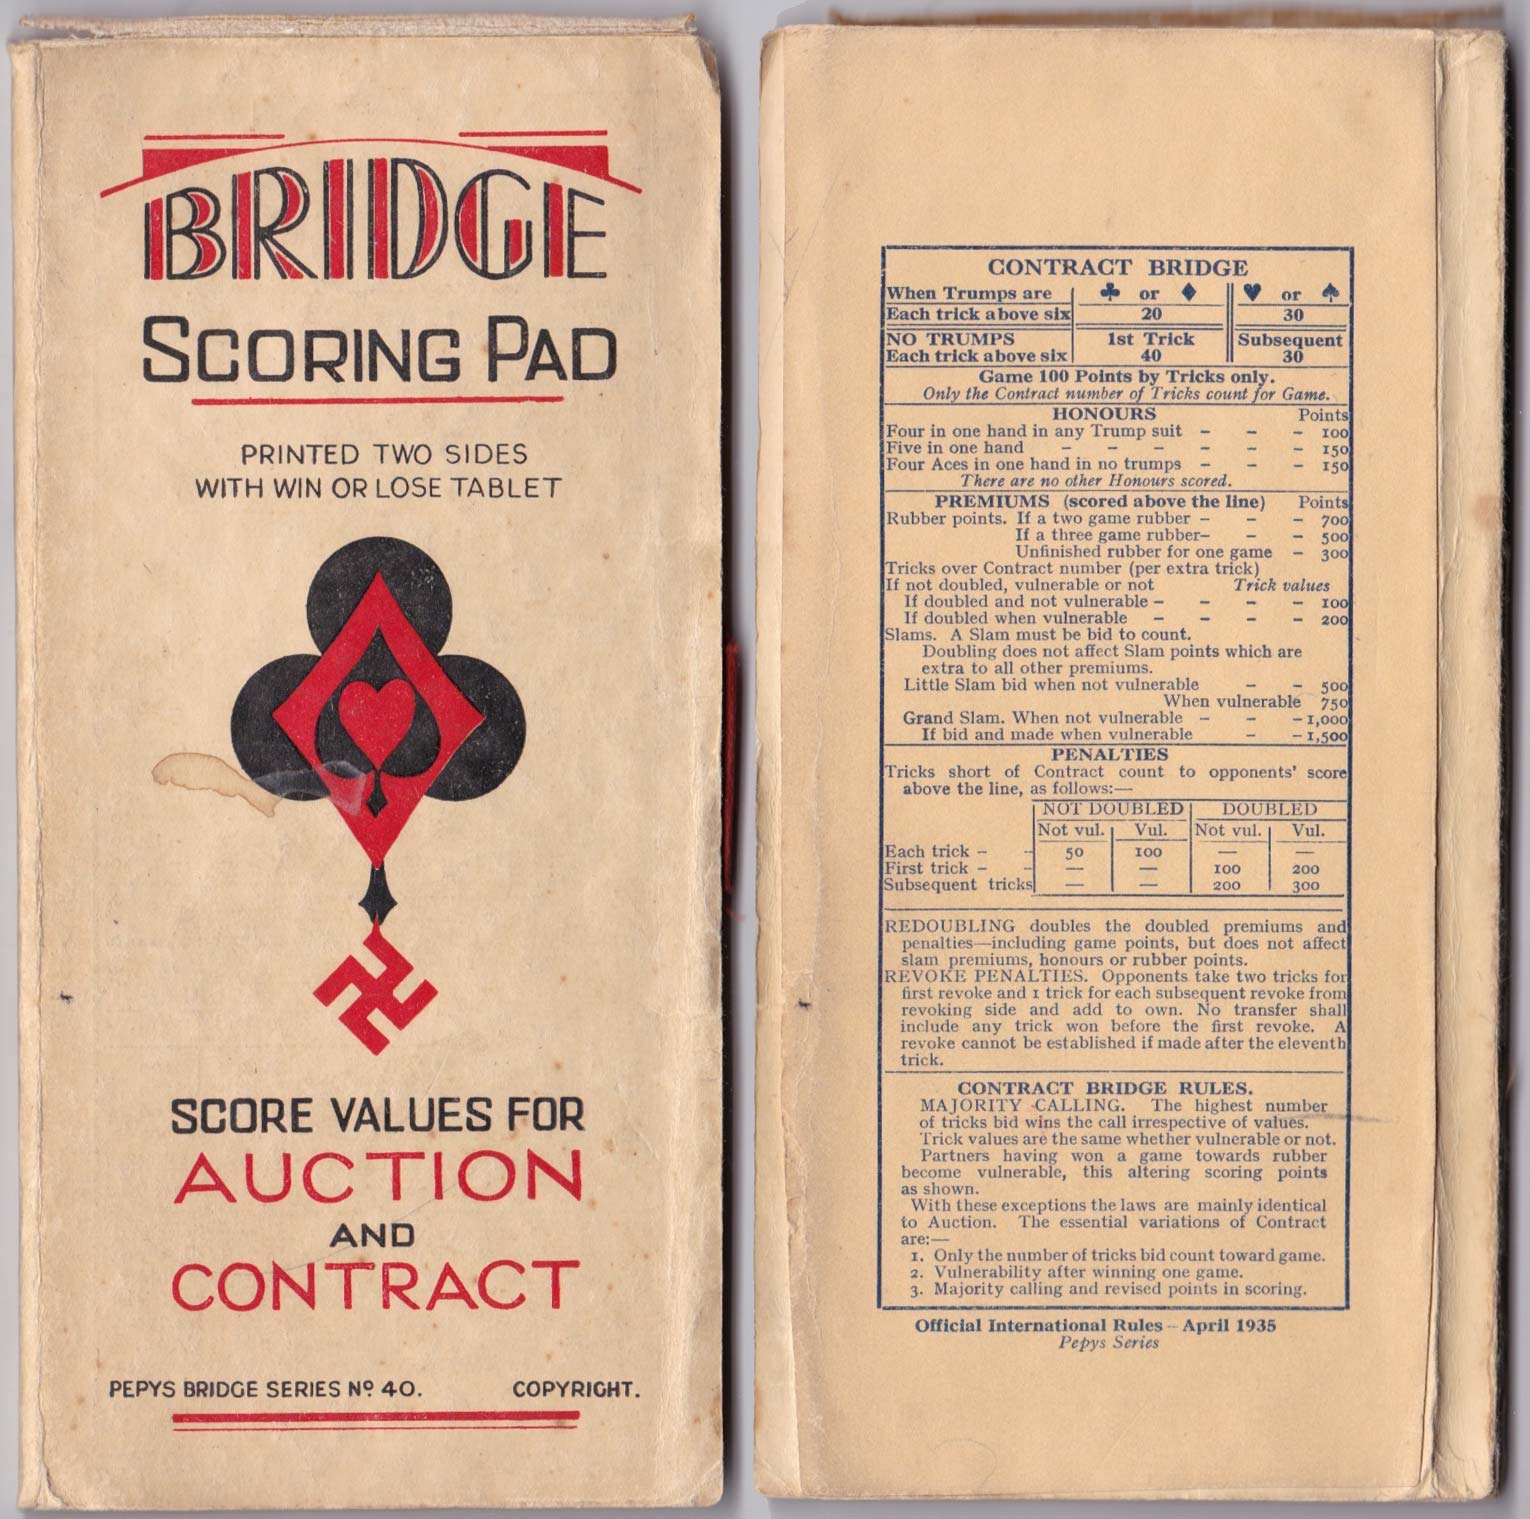 BRIDGE
SCORING PAD
PRINTED TWO SIDES
WITH WIN OR LOSE TABLET
SCORE VALUES FOR
AUCTION
AND
CONTRACT
PEPYS BRIDGE SERIES Nº 40. COPYRIGHT.
CONTRACT BRIDGE
When Trumps are ♣ or ♦ ♥ or ♠
Each trick above six 20 30
NO TRUMPS 1st Trick Subsequent
Each trick above six 40 30
Game 100 Points by Tricks only.
Only the Contract number of Tricks count for Game.
HONOURS Points
Four in one hand in any Trump suit - - - 100
Five in one hand - - - - - - 150
Four Aces in one hand in no trumps - - - 150
There are no other Honours scored.
PREMIUMS (scored above the line) Points
Rubber points. If a two game rubber - - - 700
If a three game rubber- - - 500
Unfinished rubber for one game - 300
Tricks over Contract number (per extra trick)
If not doubled, vulnerable or not Trick values
If doubled and not vulnerable - - - - 100
If doubled when vulnerable - - - - 200
Slams. A Slam must be bid to count.
Doubling does not affect Slam points which are
extra to all other premiums.
Little Slam bid when not vulnerable - - 500
When vulnerable 750
Grand Slam. When not vulnerable - - - 1,000
If bid and made when vulnerable - - 1,500
PENALTIES
Tricks short of Contract count to opponents' score
above the line, as follows:—
NOT DOUBLED DOUBLED
Not vul. Vul. Not vul. Vul.
Each trick - - 50 100 — —
First trick - - — — 100 200
Subsequent tricks — — 200 300
REDOUBLING doubles the doubled premiums and
penalties—including game points, but does not affect
slam premiums, honours or rubber points.
REVOKE PENALTIES. Opponents take two tricks for
first revoke and 1 trick for each subsequent revoke from
revoking side and add to own. No transfer shall
include any trick won before the first revoke. A
revoke cannot be established if made after the eleventh
trick.
CONTRACT BRIDGE RULES.
MAJORITY CALLING. The highest number
of tricks bid wins the call irrespective of values.
Trick values are the same whether vulnerable or not.
Partners having won a game towards rubber
become vulnerable, this altering scoring points
as shown.
With these exceptions the laws are mainly identical
to Auction. The essential variations of Contract
are:—
1. Only the number of tricks bid count toward game.
2. Vulnerability after winning one game.
3. Majority calling and revised points in scoring.
Official International Rules - April 1935
Pepys Series